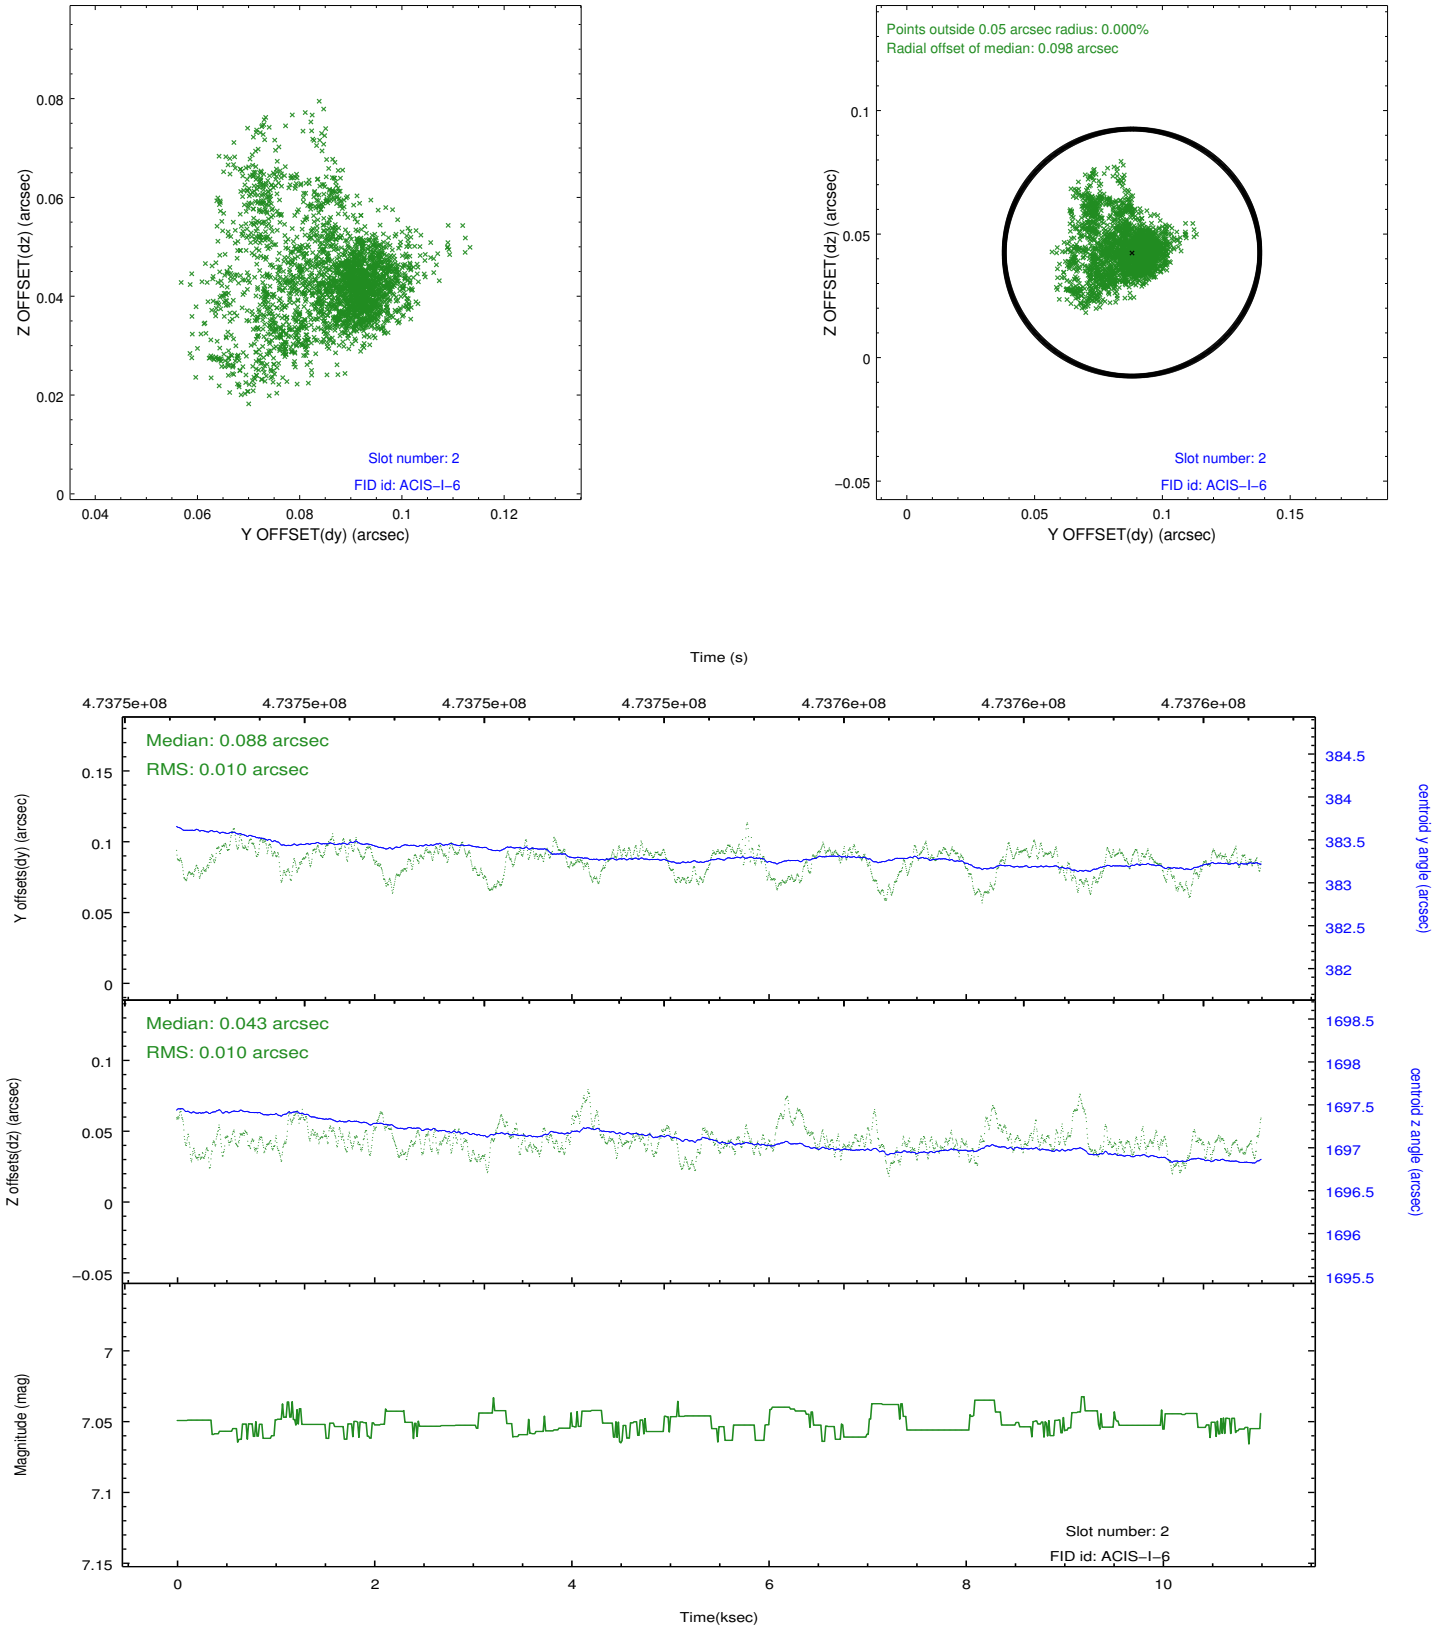 0.08
0.06
0.04
0.02
0
0.04
0.06
0.08
0.1
0.12
Z OFFSET(dz) (arcsec)
Y OFFSET(dy) (arcsec)
Slot number: 2
FID id: ACIS−I−6
Points outside 0.05 arcsec radius: 0.000%
Radial offset of median: 0.098 arcsec
0.1
0.05
0
−0.05
0
0.05
0.1
0.15
Z OFFSET(dz) (arcsec)
Y OFFSET(dy) (arcsec)
Slot number: 2
FID id: ACIS−I−6
Time (s)
4.7375e+08 4.7375e+08 4.7375e+08 4.7375e+08 4.7376e+08 4.7376e+08 4.7376e+08
Median: 0.088 arcsec
RMS: 0.010 arcsec
0.15
0.1
0.05
0
Y offsets(dy) (arcsec)
384.5
384
383.5
383
382.5
382
centroid y angle (arcsec)
Median: 0.043 arcsec
RMS: 0.010 arcsec
0.1
0.05
0
−0.05
Z offsets(dz) (arcsec)
1698.5
1698
1697.5
1697
1696.5
1696
1695.5
centroid z angle (arcsec)
7
7.05
7.1
7.15
Magnitude (mag)
Slot number: 2
FID id: ACIS−I−6
0 2 4 6 8 10
Time(ksec)